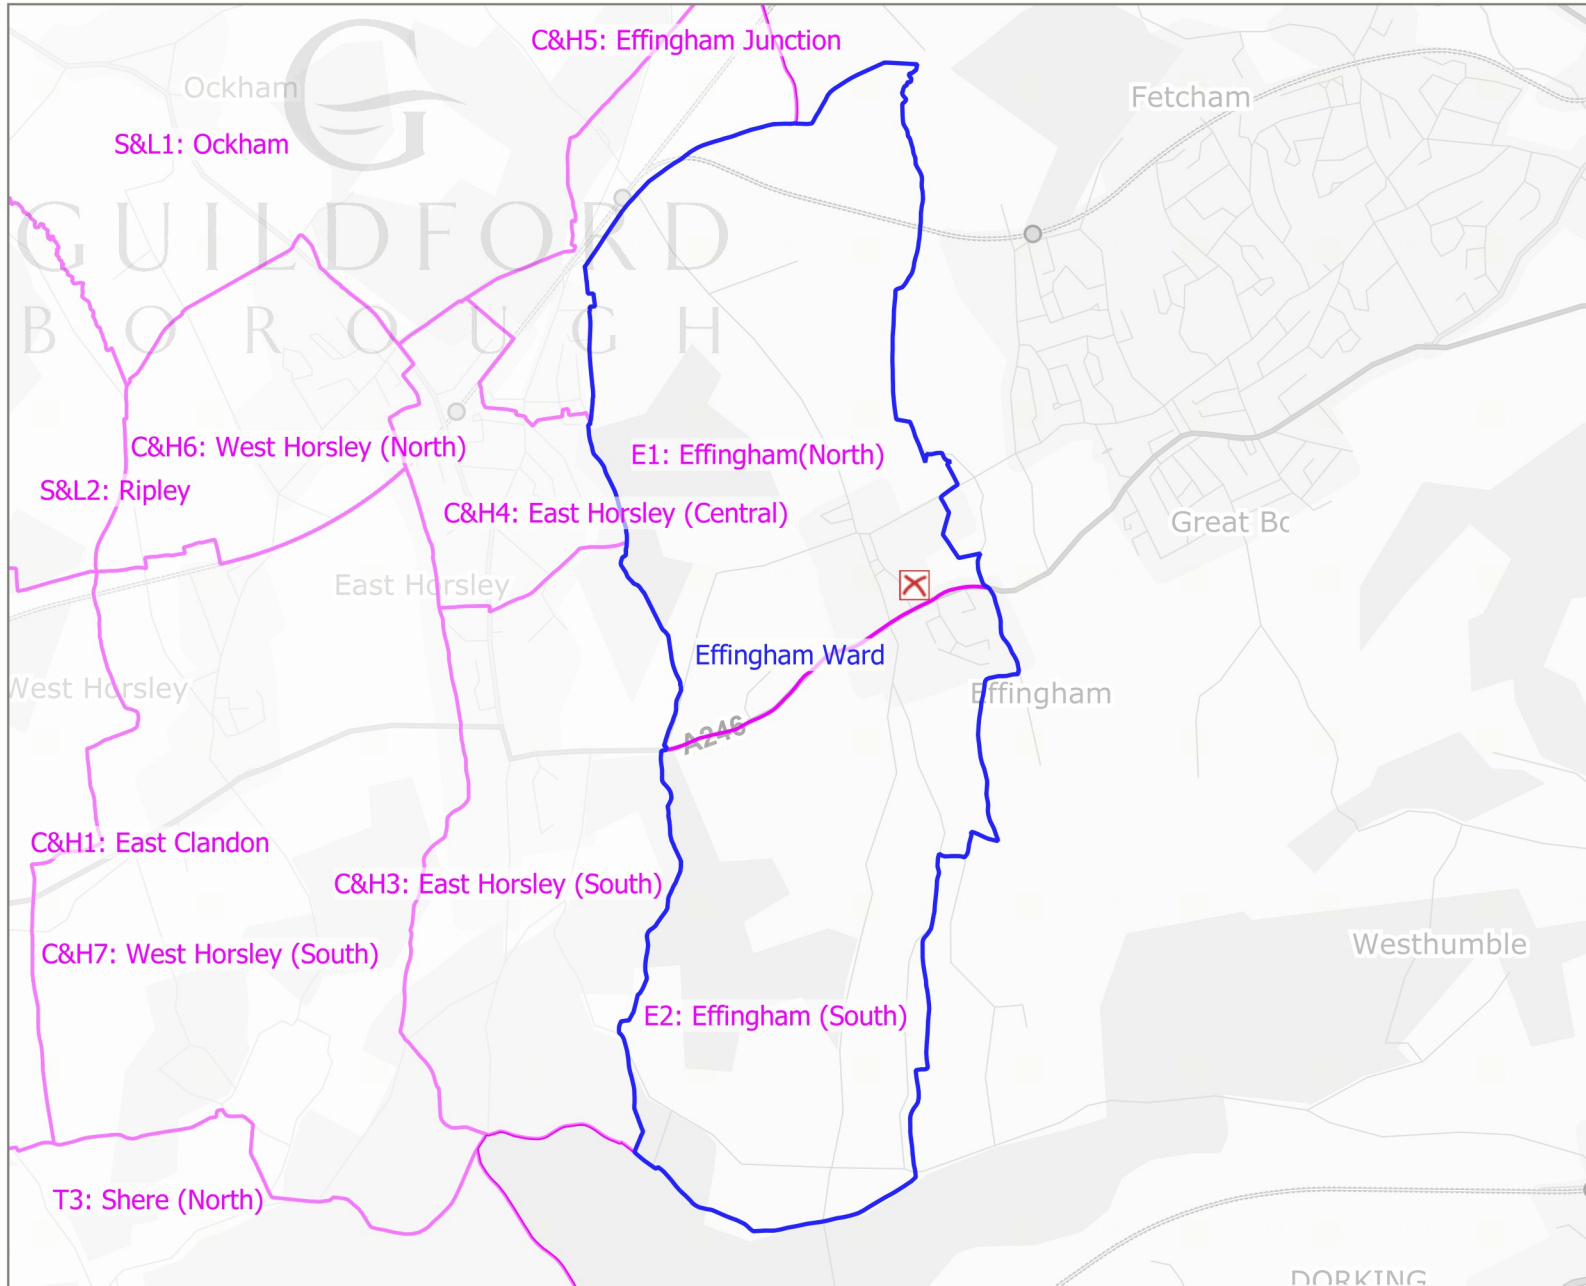 C&H5: Effingham Junction
Ockham
Fetcham
S&L1: Ockham
G
GUILDFORD
BOROUGH
C&H6: West Horsley (North)
E1: Effingham(North)
S&L2: Ripley
C&H4: East Horsley (Central)
Great Bo
East Horsley
Effingham Ward
West Horsley
Effingham
A246
C&H1: East Clandon
C&H3: East Horsley (South)
C&H7: West Horsley (South)
Westhumble
E2: Effingham (South)
T3: Shere (North)
DORKING